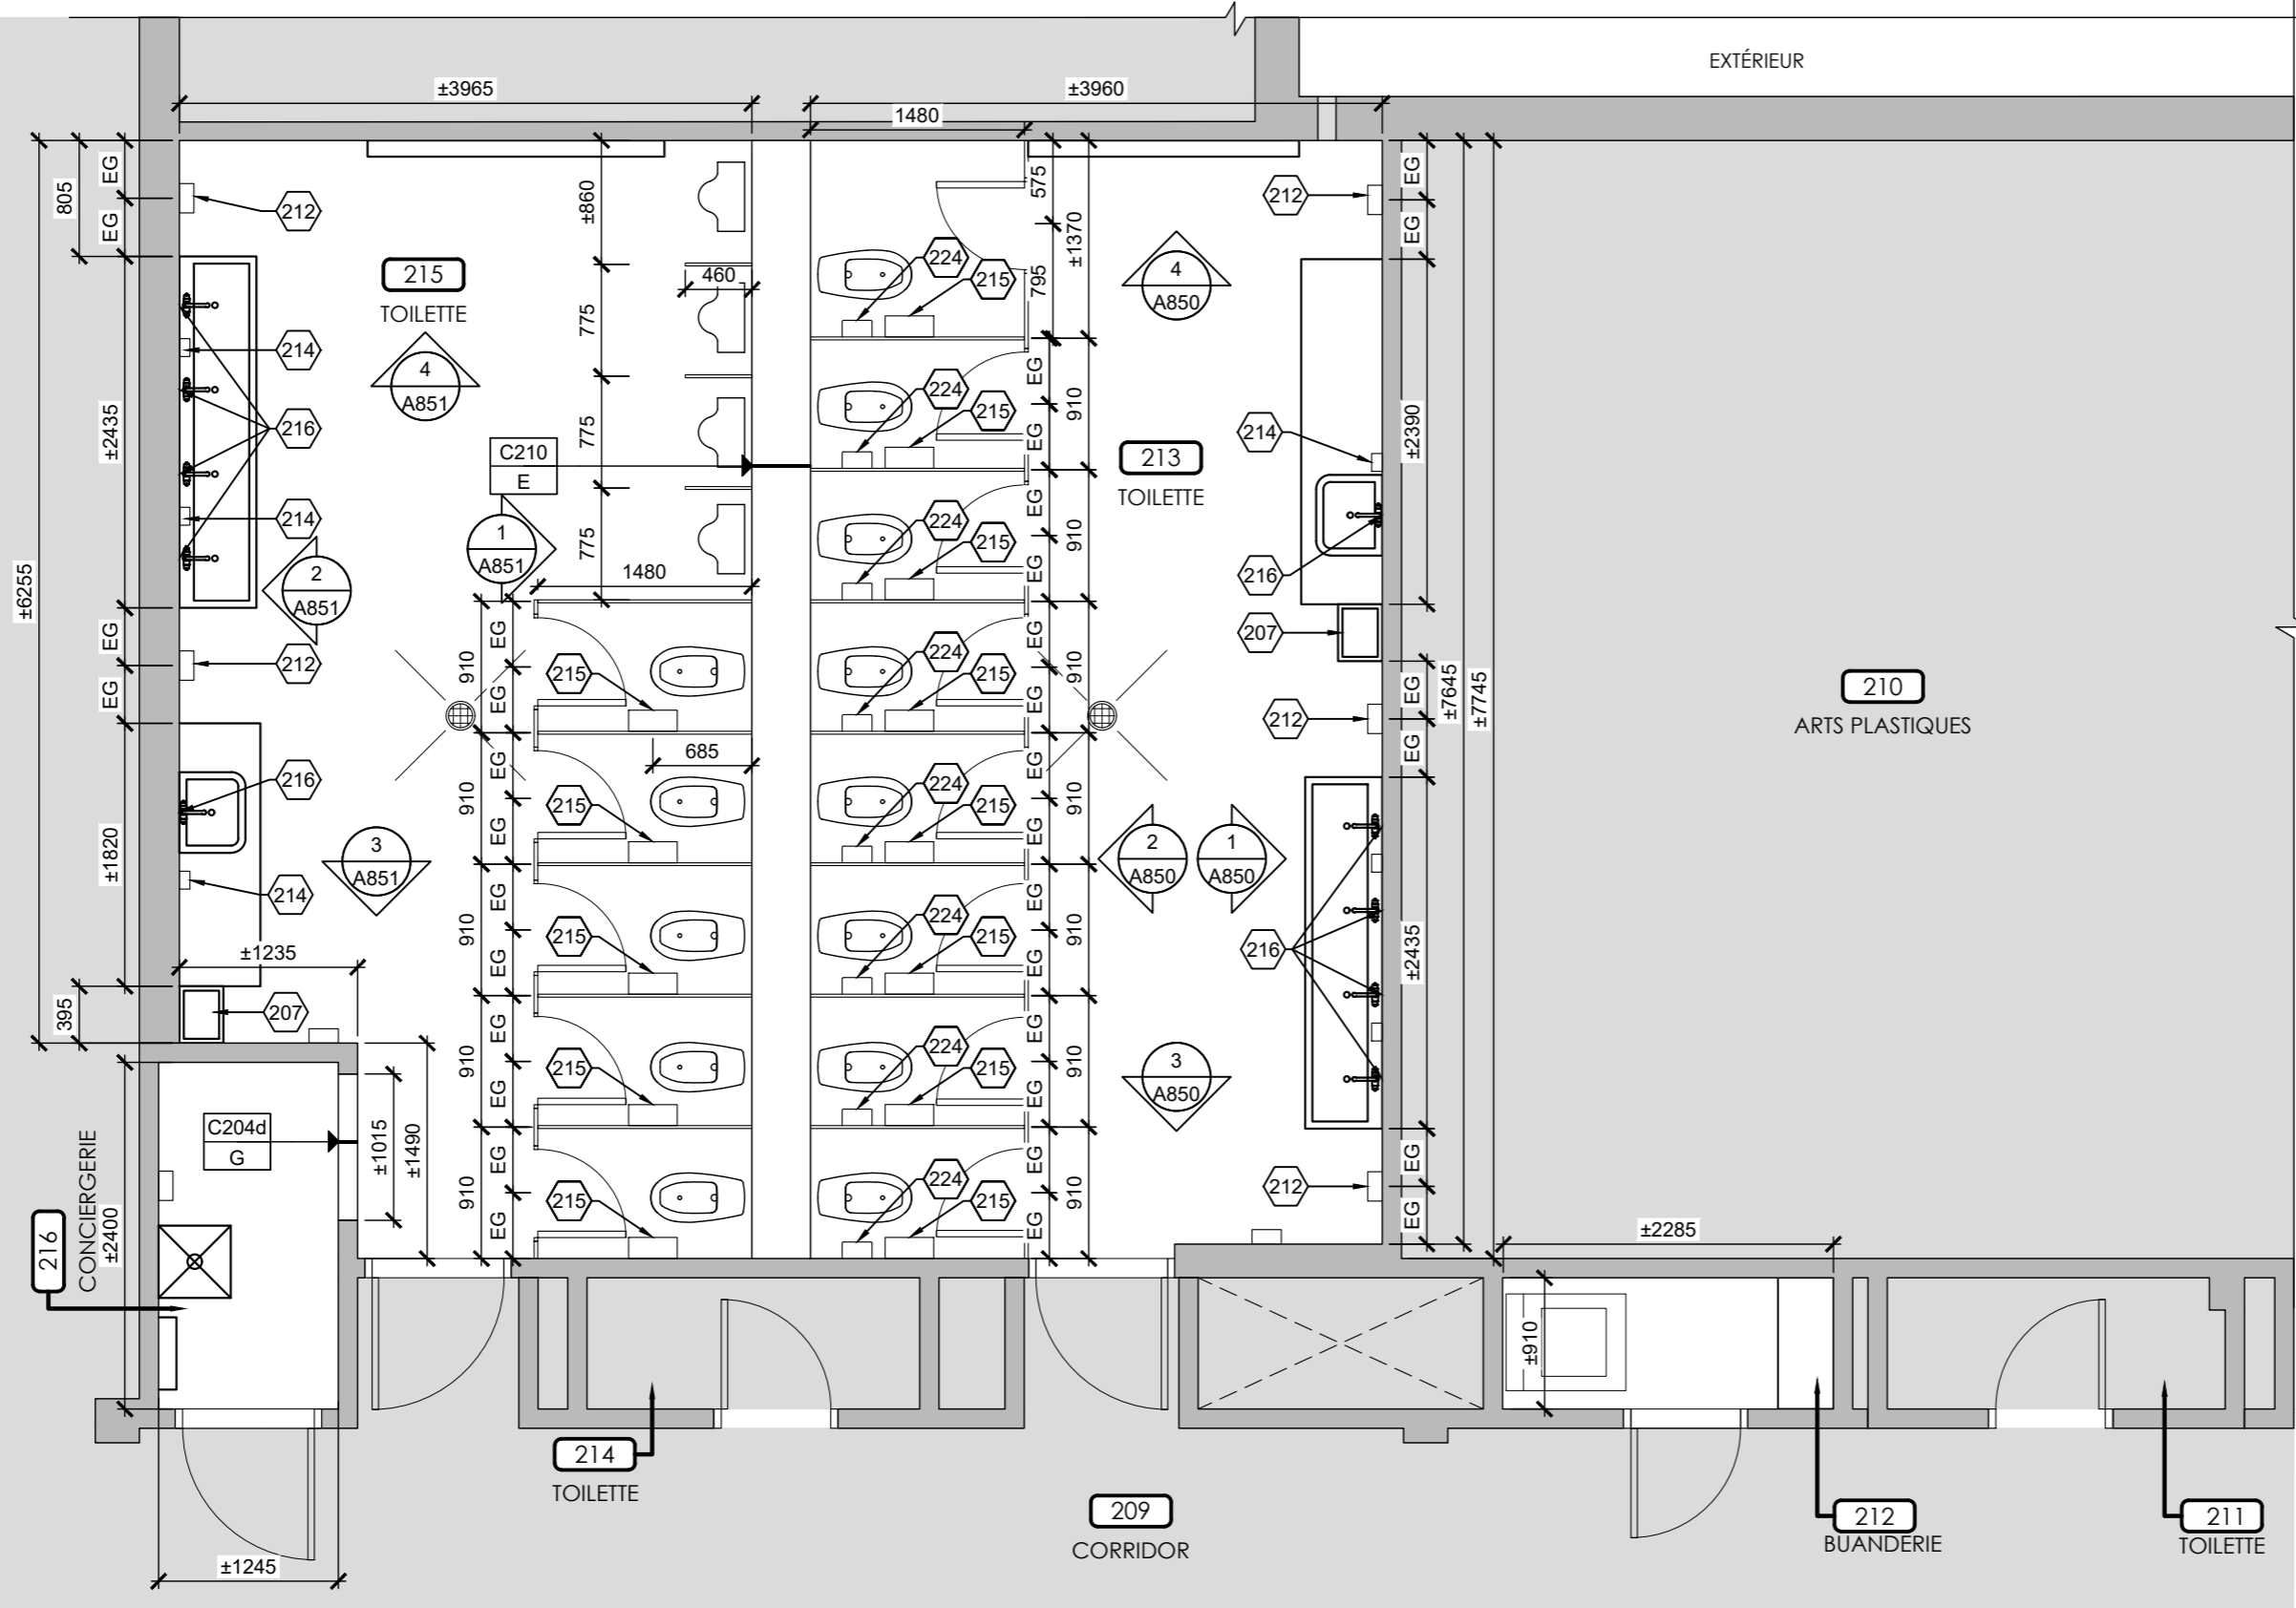 EXTÉRIEUR
±3965
±3960
1480
EG
EG
805
212
±860
575
±1370
795
212
EG
EG
215
TOILETTE
4
A851
460
775
775
775
224
215
4
A850
214
216
214
±2435
±6255
C210
E
1
A851
2
A851
1480
224
215
EG
EG
910
213
TOILETTE
214
±2390
224
215
EG
EG
910
216
207
EG
EG
212
910
EG
EG
215
224
215
EG
EG
910
212
EG
EG
±7645
±7745
210
ARTS PLASTIQUES
685
216
±1820
3
A851
214
910
EG
EG
215
224
215
EG
EG
910
2
A850
1
A850
216
±2435
±1235
395
207
910
EG
EG
215
224
215
EG
EG
910
±1015
±1490
910
EG
EG
215
224
215
EG
EG
910
3
A850
C204d
G
216
CONCIERGERIE
±2400
910
EG
EG
215
224
215
EG
EG
910
212
EG
EG
±2285
±910
214
TOILETTE
209
CORRIDOR
212
BUANDERIE
211
TOILETTE
±1245